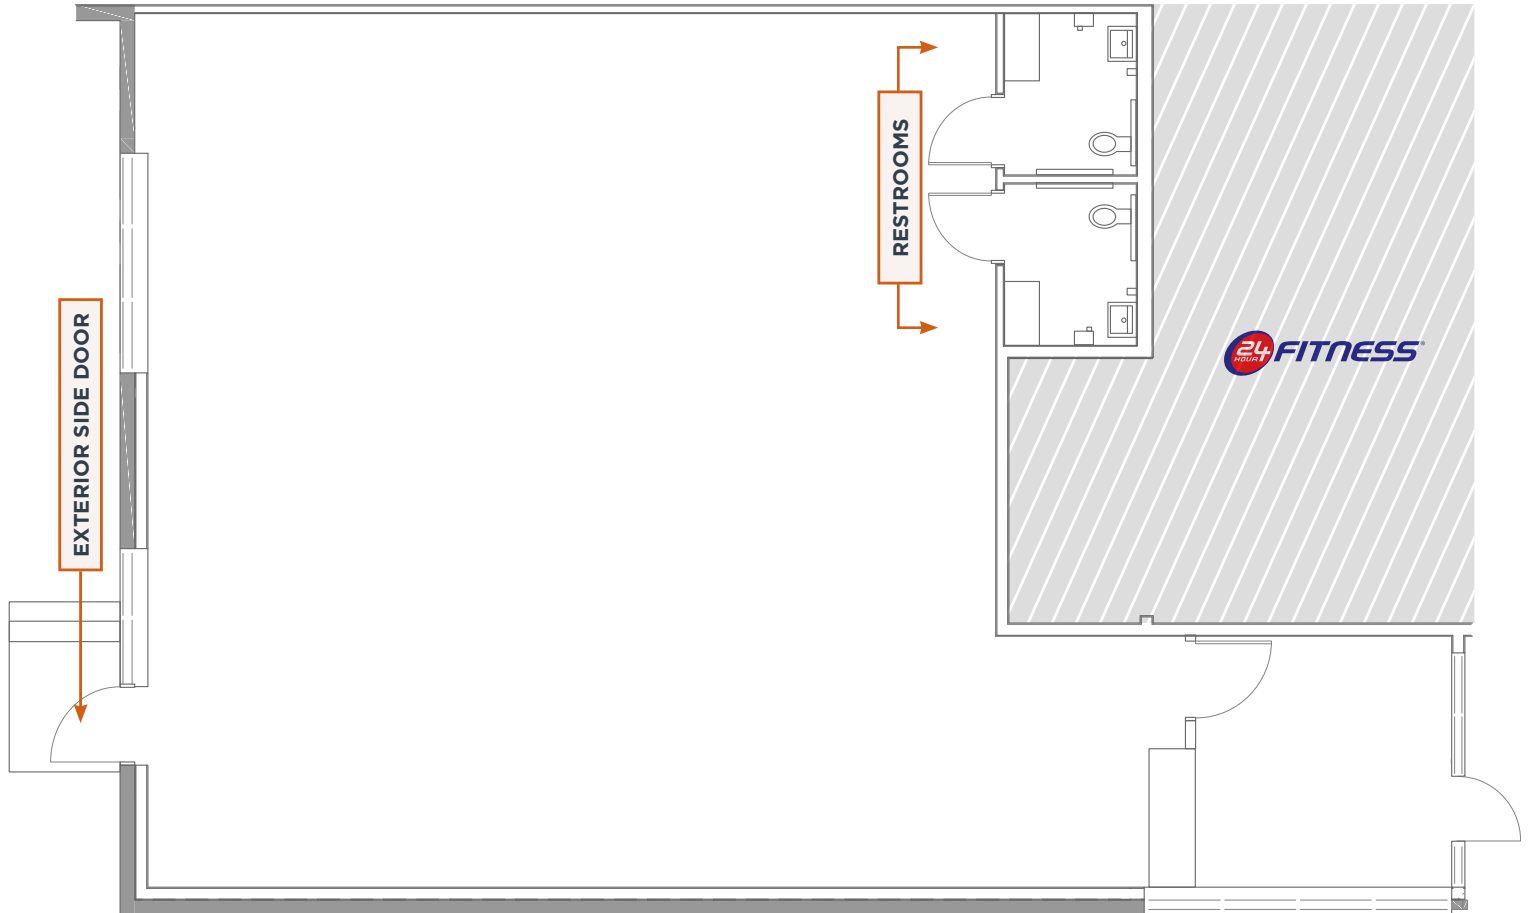 RESTROOMS
EXTERIOR SIDE DOOR
24
HOUR
FITNESS